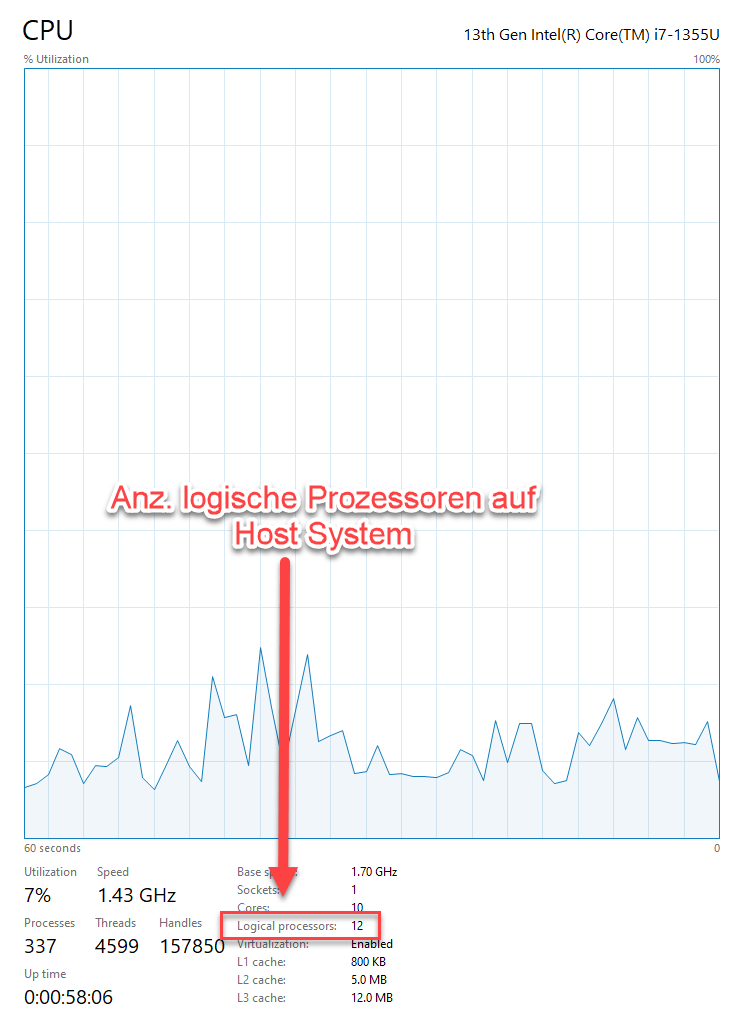 CPU
13th Gen Intel(R) Core(TM) i7-1355U
% Utilization
100%
Anz. logische Prozessoren auf
Host System
60 seconds
0
Utilization
Speed
7%
1.43 GHz
Processes
Threads
Handles
337
4599
157850
Up time
0:00:58:06
Base
1.70 GHz
Sockets:
1
Cores:
10
Logical processors:
12
Virtualization:
Enabled
L1 cache:
800 KB
L2 cache:
5.0 MB
L3 cache:
12.0 MB